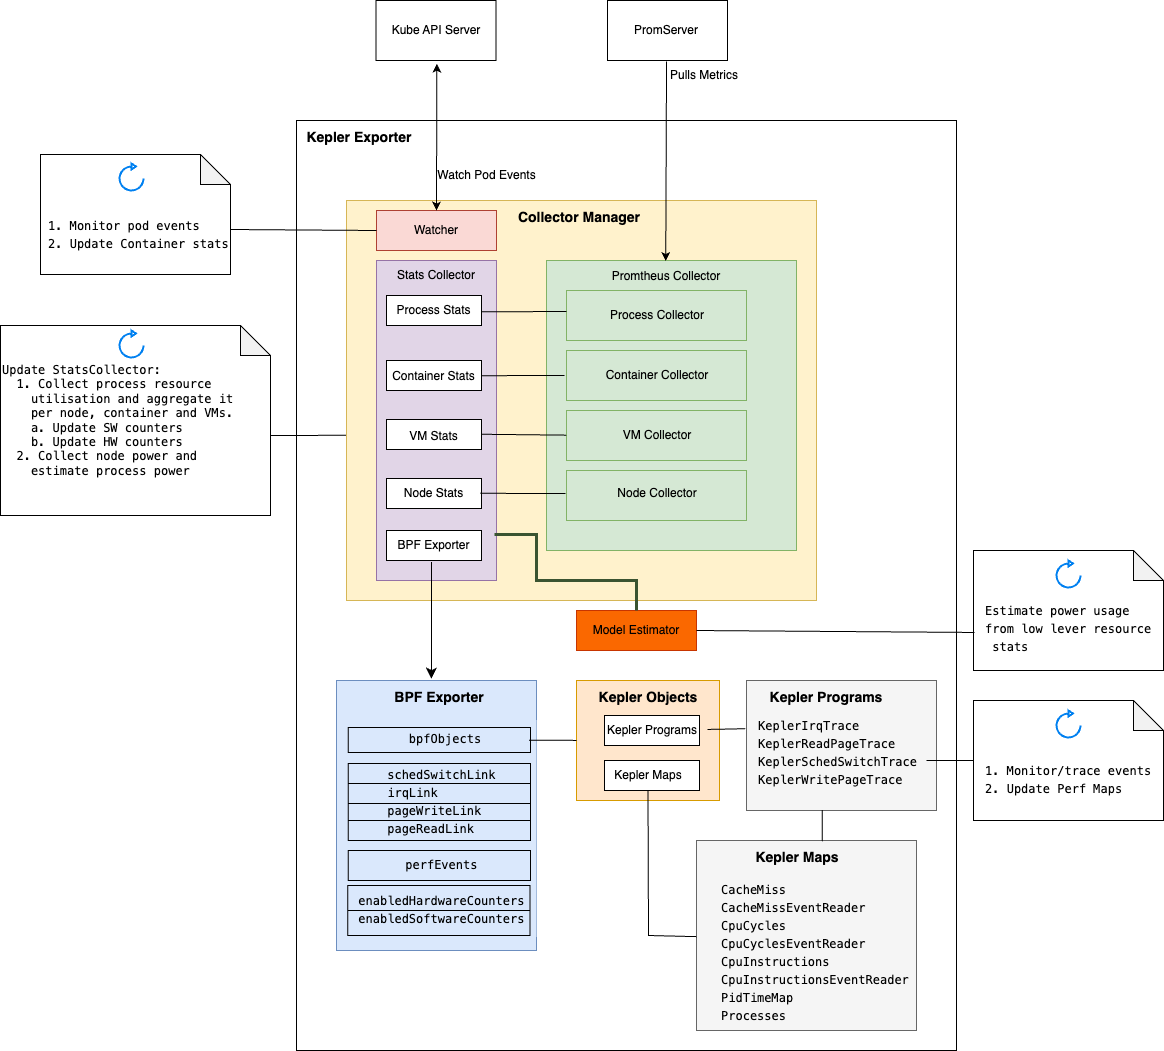 Kube API Server
PromServer
Pulls Metrics
Kepler Exporter
Watch Pod Events
1. Monitor pod events
2. Update Container stats
Collector Manager
Watcher
Stats Collector
Process Stats
Container Stats
VM Stats
Node Stats
BPF Exporter
Promtheus Collector
Process Collector
Container Collector
VM Collector
Node Collector
Update StatsCollector:
1. Collect process resource
utilisation and aggregate it
per node, container and VMs.
a. Update SW counters
b. Update HW counters
2. Collect node power and
estimate process power
Model Estimator
Estimate power usage
from low lever resource
stats
BPF Exporter
bpfObjects
schedSwitchLink
irqLink
pageWriteLink
pageReadLink
perfEvents
enabledHardwareCounters
enabledSoftwareCounters
Kepler Objects
Kepler Programs
Kepler Maps
Kepler Programs
KeplerIrqTrace
KeplerReadPageTrace
KeplerSchedSwitchTrace
KeplerWritePageTrace
1. Monitor/trace events
2. Update Perf Maps
Kepler Maps
CacheMiss
CacheMissEventReader
CpuCycles
CpuCyclesEventReader
CpuInstructions
CpuInstructionsEventReader
PidTimeMap
Processes